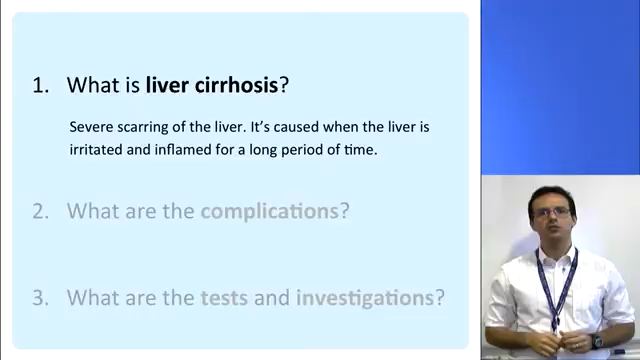 1. What is liver cirrhosis?
Severe scarring of the liver. It's caused when the liver is
irritated and inflamed for a long period of time.
2. What are the complications?
3. What are the tests and investigations?